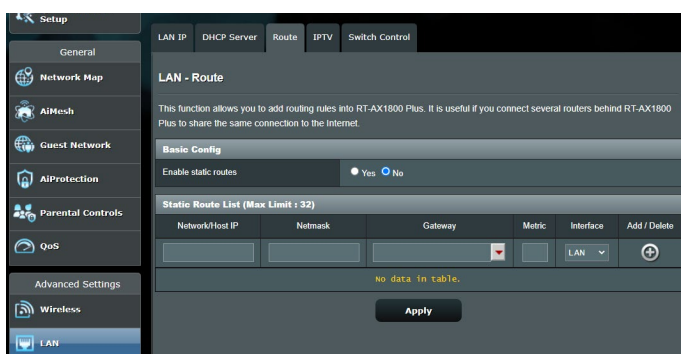 Setup
General
Network Map
AiMesh
Guest Network
AiProtection
Parental Controls
QoS
Advanced Settings
Wireless
LAN
LAN IP
DHCP Server
Route
IPTV
Switch Control
LAN - Route
This function allows you to add routing rules into RT-AX1800 Plus. It is useful if you connect several routers behind RT-AX1800
Plus to share the same connection to the Internet.
Basic Config
Enable static routes
Yes
No
Static Route List (Max Limit : 32)
Network/Host IP
Netmask
Gateway
Metric
Interface
Add / Delete
LAN
No data in table.
Apply